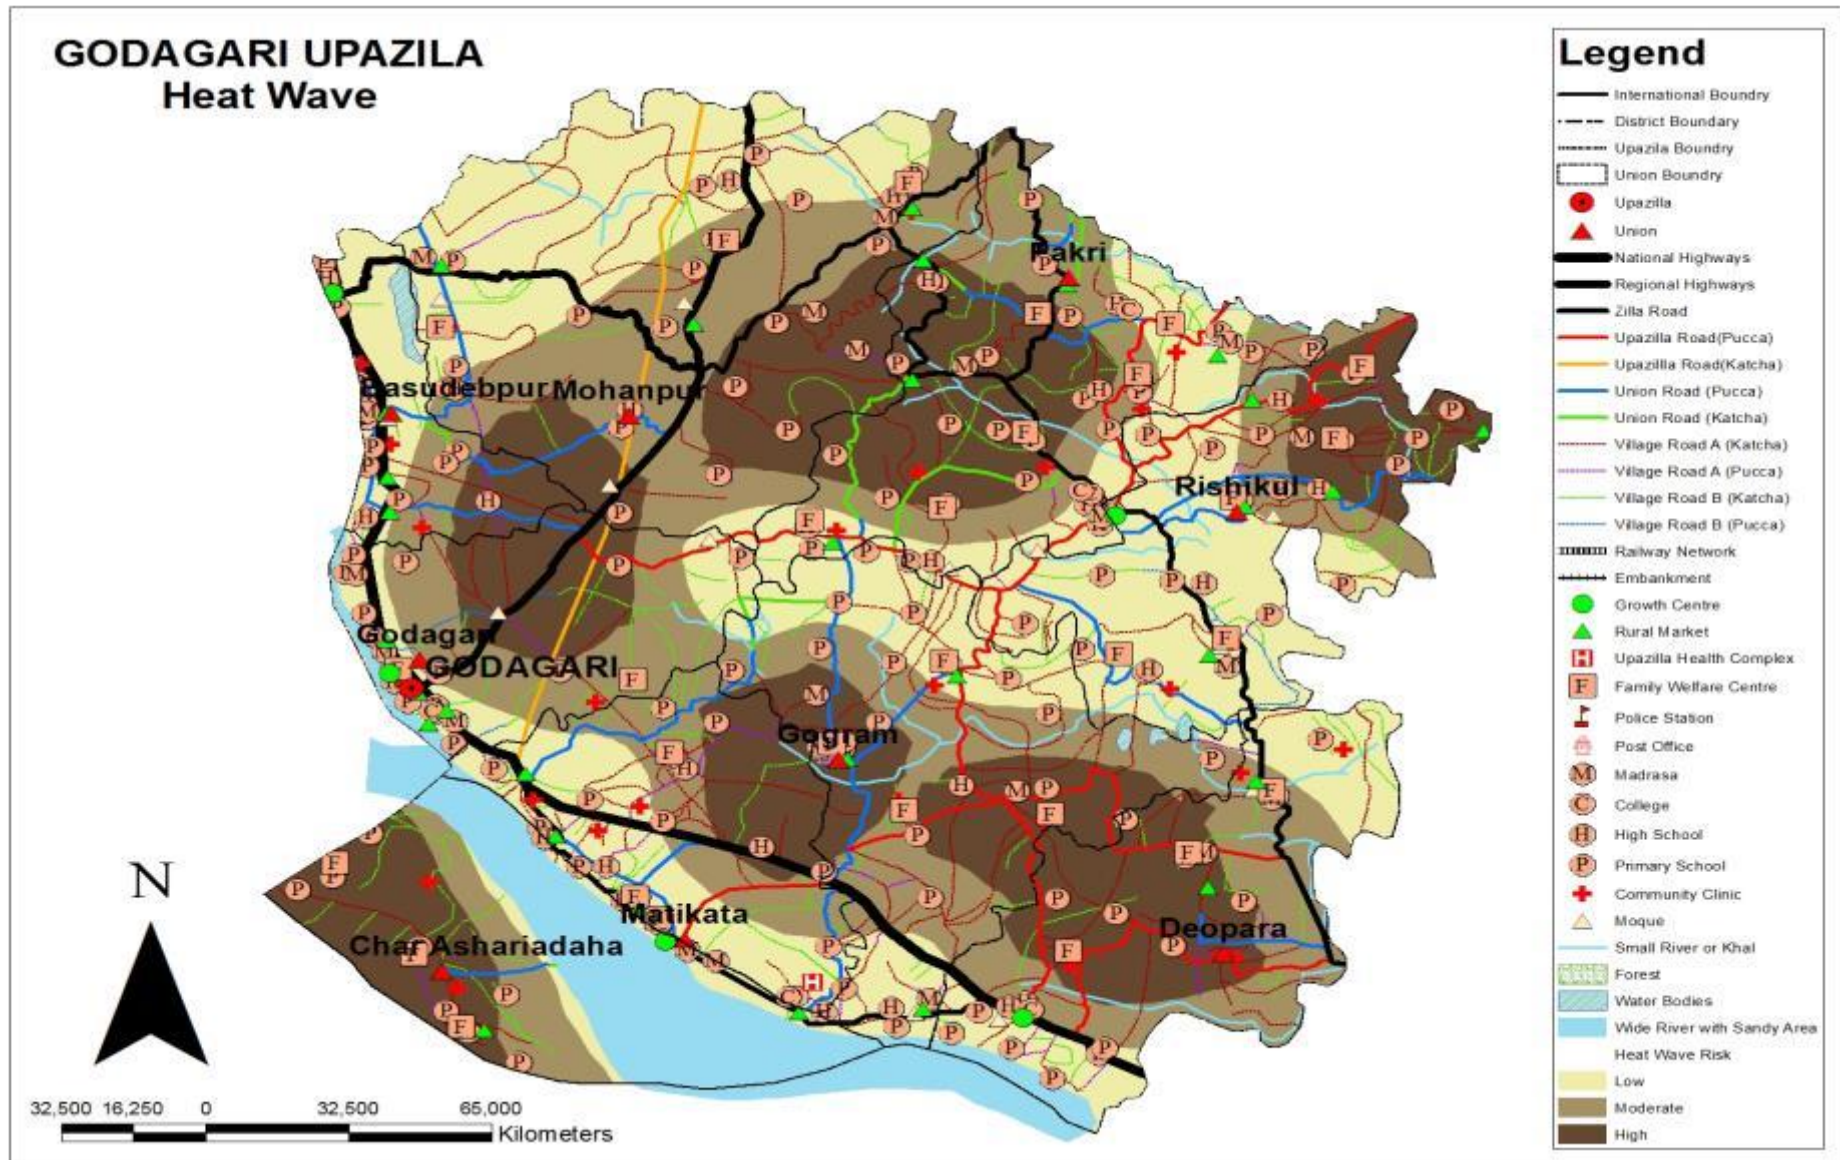 GODAGARI UPAZILA
Heat Wave
Pakri
Basudebpur
Mohanpur
Rishikul
Godagari
GODAGARI
Gogram
Matikata
Char Ashariadaha
Deopara
N
32,500 16,250 0 32,500 65,000
Kilometers
Legend
International Boundry
District Boundary
Upazila Boundry
Union Boundry
Upazilla
Union
National Highways
Regional Highways
Zilla Road
Upazilla Road(Pucca)
Upazillla Road(Katcha)
Union Road (Pucca)
Union Road (Katcha)
Village Road A (Katcha)
Village Road A (Pucca)
Village Road B (Katcha)
Village Road B (Pucca)
Railway Network
Embankment
Growth Centre
Rural Market
H Upazilla Health Complex
F Family Welfare Centre
Police Station
Post Office
M Madrasa
C College
H High School
P Primary School
Community Clinic
Moque
Small River or Khal
Forest
Water Bodies
Wide River with Sandy Area
Heat Wave Risk
Low
Moderate
High